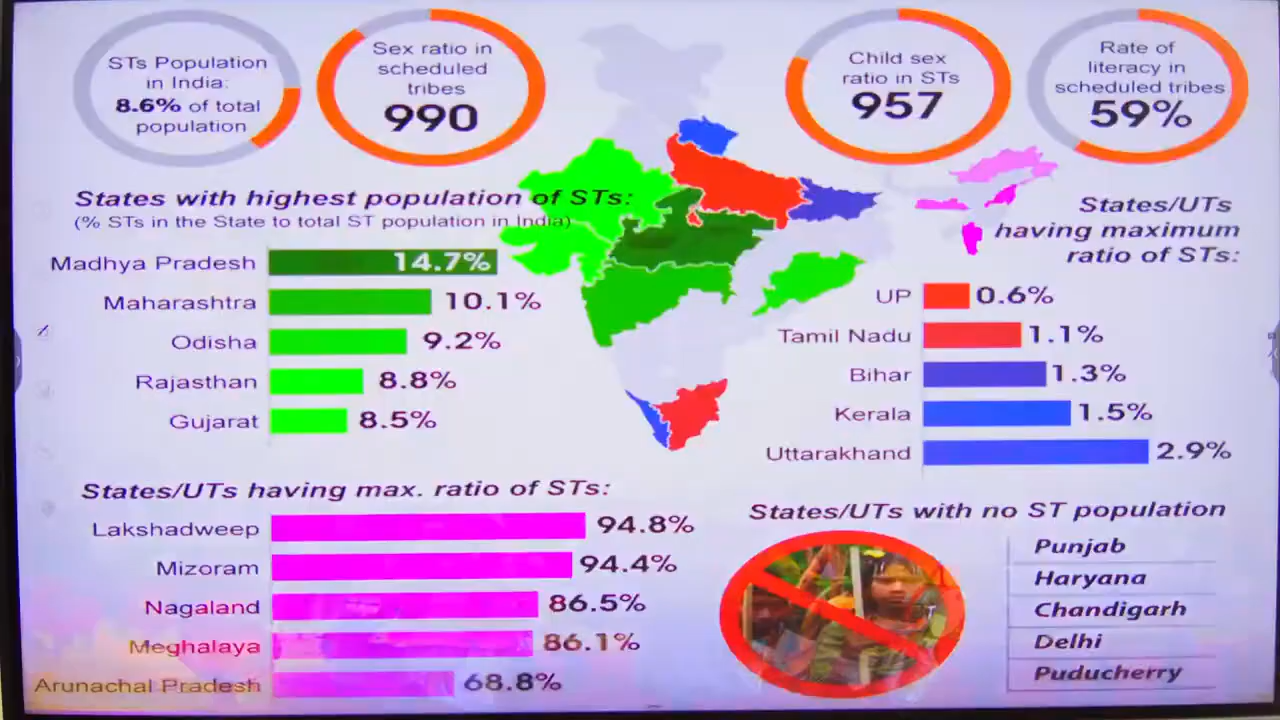 STs Population
in India:
8.6% of total
population
Sex ratio in
scheduled
tribes
990
Child sex
ratio in STs
957
Rate of
literacy in
scheduled tribes
59%
States with highest population of STs:
(% STs in the State to total ST population in India)
Madhya Pradesh 14.7%
Maharashtra 10.1%
Odisha 9.2%
Rajasthan 8.8%
Gujarat 8.5%
States/UTs
having maximum
ratio of STs:
UP 0.6%
Tamil Nadu 1.1%
Bihar 1.3%
Kerala 1.5%
Uttarakhand 2.9%
States/UTs having max. ratio of STs:
Lakshadweep 94.8%
Mizoram 94.4%
Nagaland 86.5%
Meghalaya 86.1%
Arunachal Pradesh 68.8%
States/UTs with no ST population
Punjab
Haryana
Chandigarh
Delhi
Puducherry